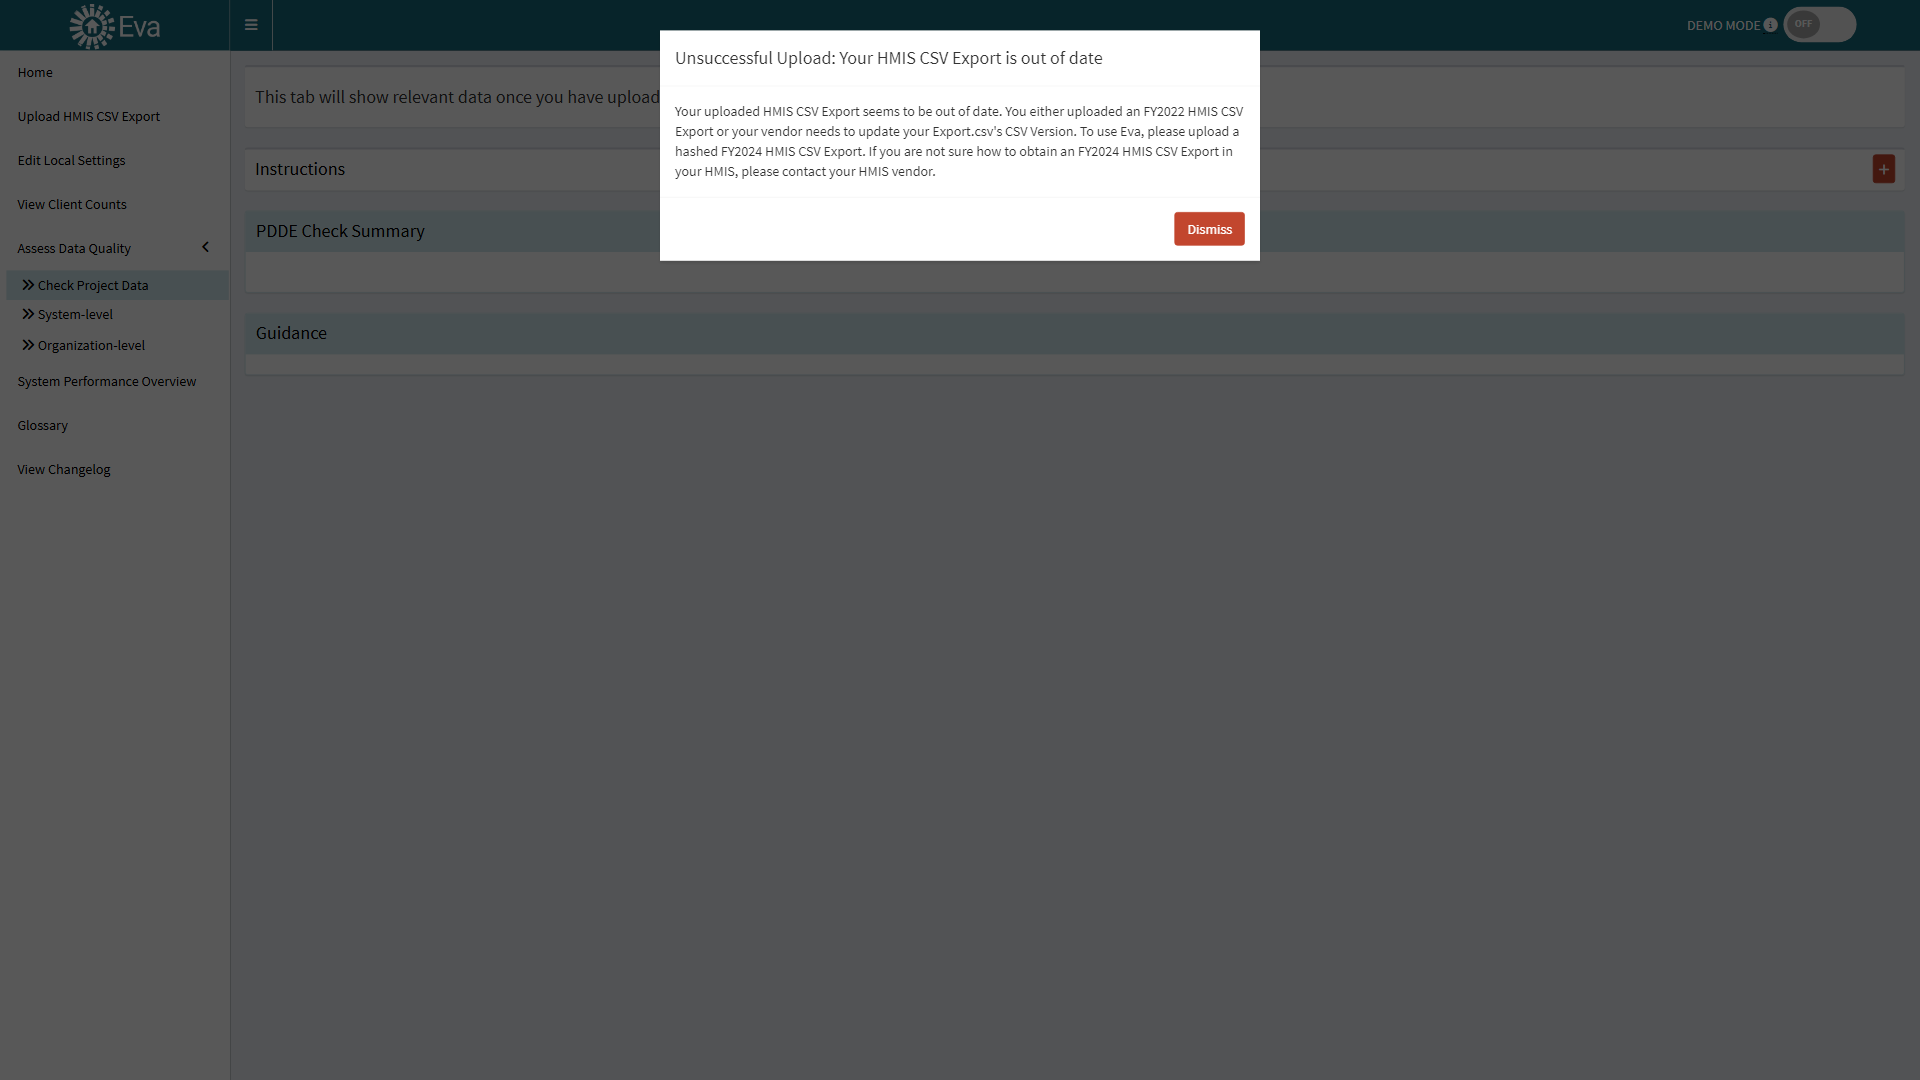 Eva
DEMO MODE
OFF
Home
Upload HMIS CSV Export
Edit Local Settings
View Client Counts
Assess Data Quality
Check Project Data
System-level
Organization-level
System Performance Overview
Glossary
View Changelog
Unsuccessful Upload: Your HMIS CSV Export is out of date
Your uploaded HMIS CSV Export seems to be out of date. You either uploaded an FY2022 HMIS CSV
Export or your vendor needs to update your Export.csv's CSV Version. To use Eva, please upload a
hashed FY2024 HMIS CSV Export. If you are not sure how to obtain an FY2024 HMIS CSV Export in
your HMIS, please contact your HMIS vendor.
Dismiss
This tab will show relevant data once you have upload
Instructions
PDDE Check Summary
Guidance